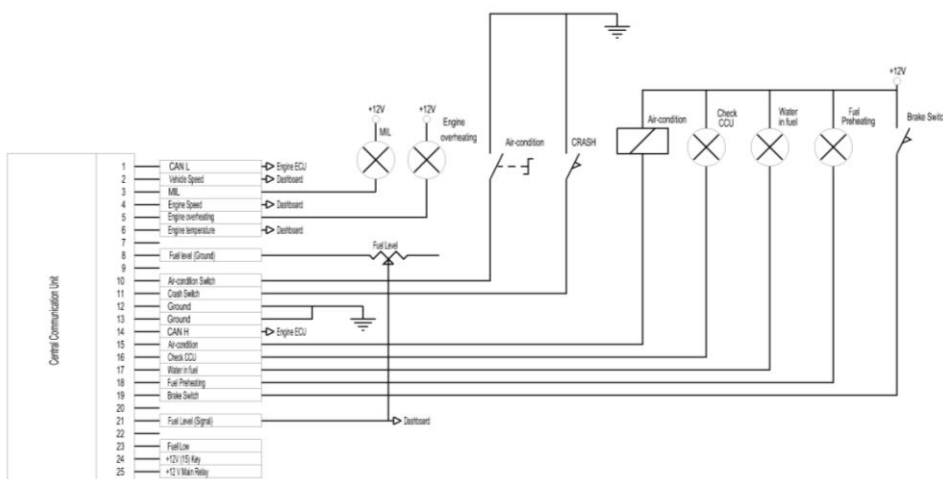 +12V
+12V
+12V
MIL
Engine
overheating
Air-condition
CRASH
Air-condition
Check
CCU
Water
in fuel
Fuel
Preheating
Brake Switc
Central Communication Unit
1 CAN L Engine ECU
2 Vehicle Speed Dashboard
3 MIL
4 Engine Speed Dashboard
5 Engine overheating
6 Engine temperature Dashboard
7
8 Fuel level (Ground) Fuel Level
9
10 Air-condition Switch
11 Crash Switch
12 Ground
13 Ground
14 CAN H Engine ECU
15 Air-condition
16 Check CCU
17 Water in fuel
18 Fuel Preheating
19 Brake Switch
20
21 Fuel Level (Signal) Dashboard
22
23 Fuel Low
24 +12V (15) Key
25 +12 V Main Relay